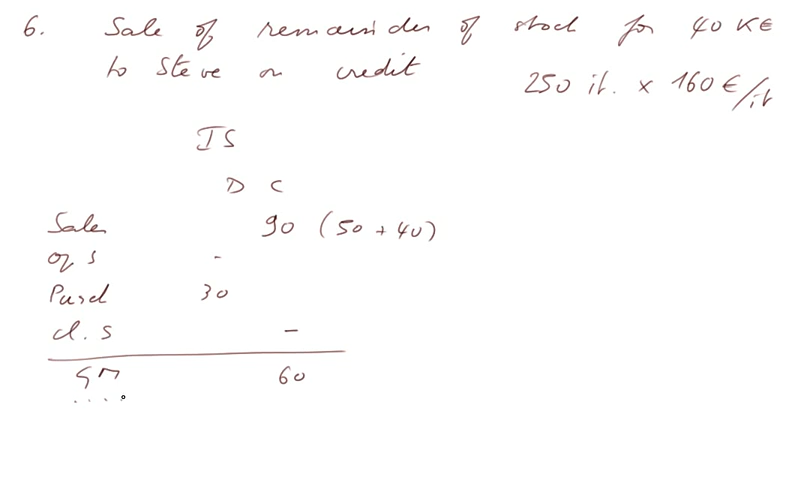 6. Sale of remainder of stock for 40 K€
to Steve on credit 250 it. x 160 €/it
IS
D C
Sales 90 (50 + 40)
op s -
Purch 30
cl. s -
GM 60
....